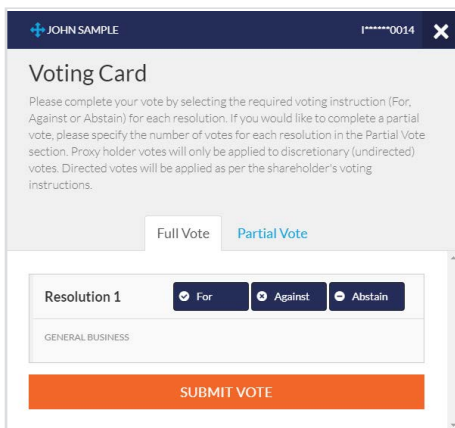 JOHN SAMPLE I******0014
Voting Card
Please complete your vote by selecting the required voting instruction (For,
Against or Abstain) for each resolution. If you would like to complete a partial
vote, please specify the number of votes for each resolution in the Partial Vote
section. Proxy holder votes will only be applied to discretionary (undirected)
votes. Directed votes will be applied as per the shareholder's voting
instructions.
Full Vote Partial Vote
Resolution 1 For Against Abstain
GENERAL BUSINESS
SUBMIT VOTE